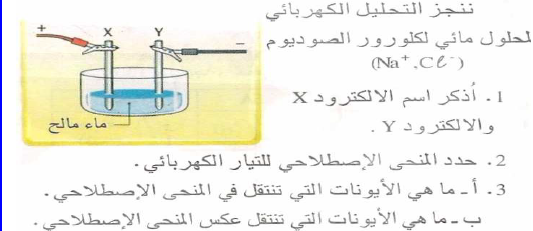 ننجز التحليل الكهربائي
لمحلول مائي لكلورور الصوديوم
(Na⁺,Cℓ⁻)
1. أذكر اسم الالكترود X
والالكترود Y .
2. حدد المنحى الإصطلاحي للتيار الكهربائي.
3. أ- ما هي الأيونات التي تنتقل في المنحى الإصطلاحي.
ب- ما هي الأيونات التي تنتقل عكس المنحى الإصطلاحي.
+ X Y −
ماء مالح